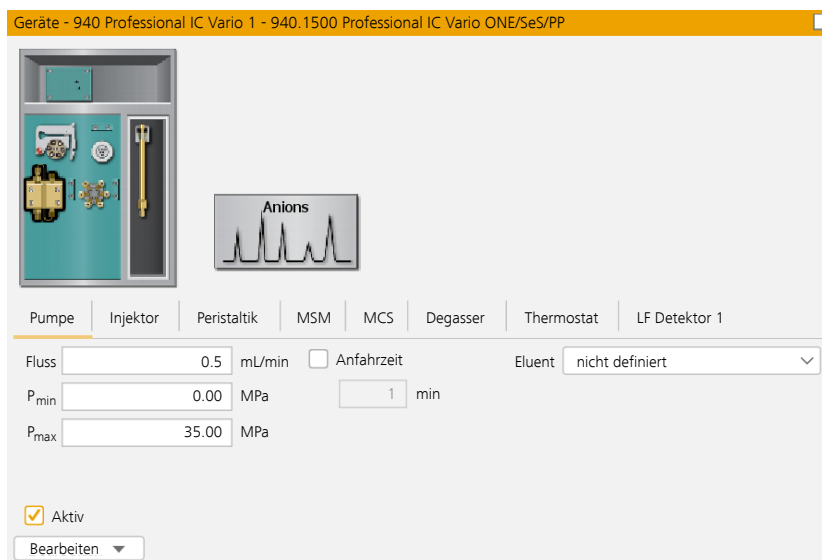 Geräte - 940 Professional IC Vario 1 - 940.1500 Professional IC Vario ONE/SeS/PP
Anions
Pumpe Injektor Peristaltik MSM MCS Degasser Thermostat LF Detektor 1
Fluss 0.5 mL/min Anfahrzeit Eluent nicht definiert
Pmin 0.00 MPa 1 min
Pmax 35.00 MPa
Aktiv
Bearbeiten